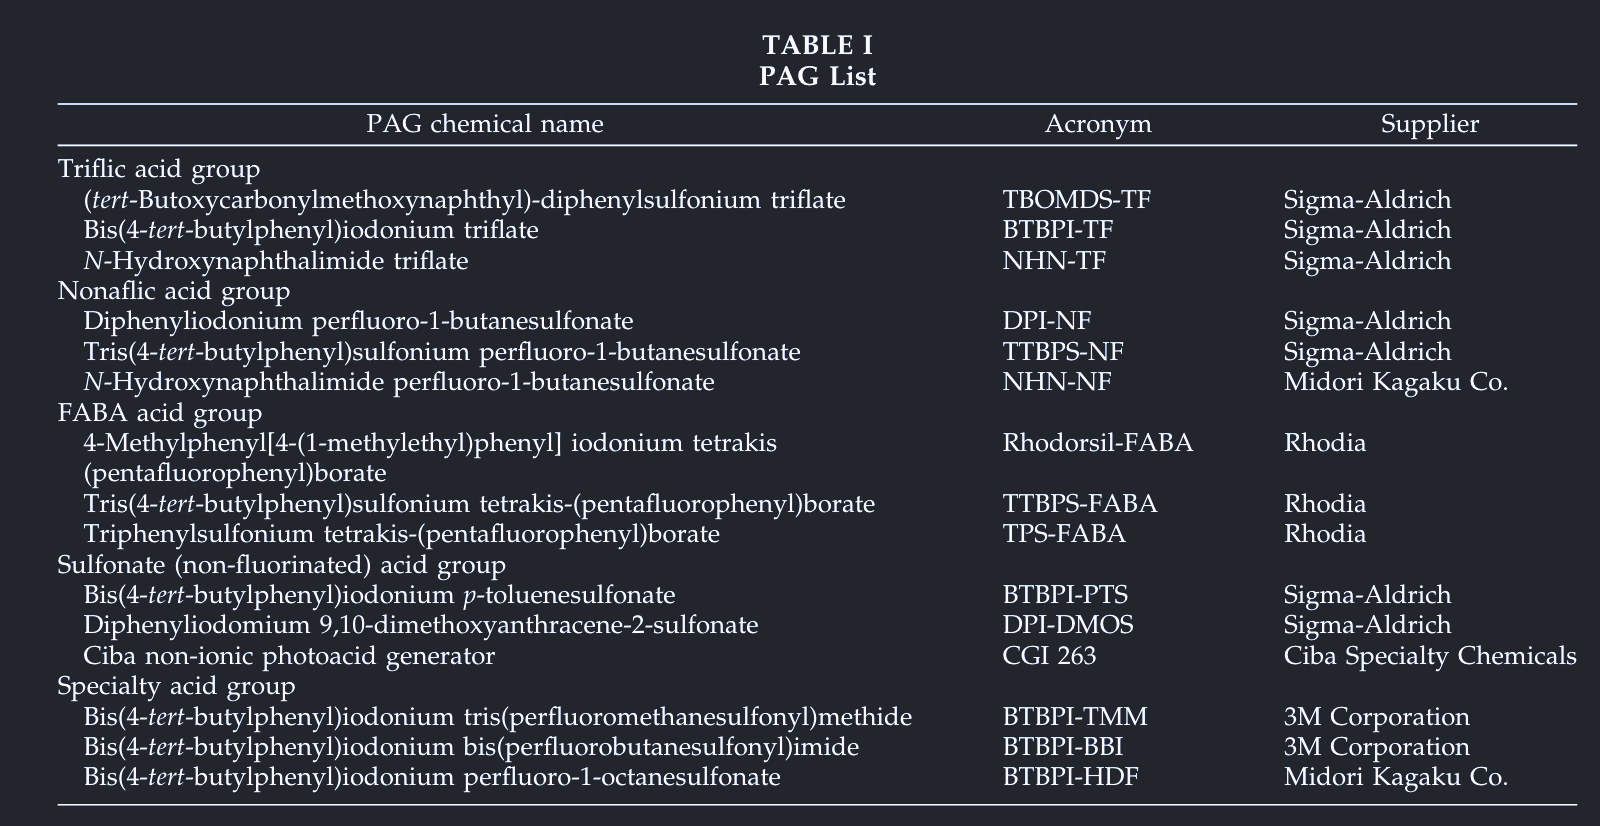 TABLE I
PAG List
PAG chemical name Acronym Supplier
Triflic acid group
(tert-Butoxycarbonylmethoxynaphthyl)-diphenylsulfonium triflate TBOMDS-TF Sigma-Aldrich
Bis(4-tert-butylphenyl)iodonium triflate BTBPI-TF Sigma-Aldrich
N-Hydroxynaphthalimide triflate NHN-TF Sigma-Aldrich
Nonaflic acid group
Diphenyliodonium perfluoro-1-butanesulfonate DPI-NF Sigma-Aldrich
Tris(4-tert-butylphenyl)sulfonium perfluoro-1-butanesulfonate TTBPS-NF Sigma-Aldrich
N-Hydroxynaphthalimide perfluoro-1-butanesulfonate NHN-NF Midori Kagaku Co.
FABA acid group
4-Methylphenyl[4-(1-methylethyl)phenyl] iodonium tetrakis Rhodorsil-FABA Rhodia
(pentafluorophenyl)borate
Tris(4-tert-butylphenyl)sulfonium tetrakis-(pentafluorophenyl)borate TTBPS-FABA Rhodia
Triphenylsulfonium tetrakis-(pentafluorophenyl)borate TPS-FABA Rhodia
Sulfonate (non-fluorinated) acid group
Bis(4-tert-butylphenyl)iodonium p-toluenesulfonate BTBPI-PTS Sigma-Aldrich
Diphenyliodomium 9,10-dimethoxyanthracene-2-sulfonate DPI-DMOS Sigma-Aldrich
Ciba non-ionic photoacid generator CGI 263 Ciba Specialty Chemicals
Specialty acid group
Bis(4-tert-butylphenyl)iodonium tris(perfluoromethanesulfonyl)methide BTBPI-TMM 3M Corporation
Bis(4-tert-butylphenyl)iodonium bis(perfluorobutanesulfonyl)imide BTBPI-BBI 3M Corporation
Bis(4-tert-butylphenyl)iodonium perfluoro-1-octanesulfonate BTBPI-HDF Midori Kagaku Co.